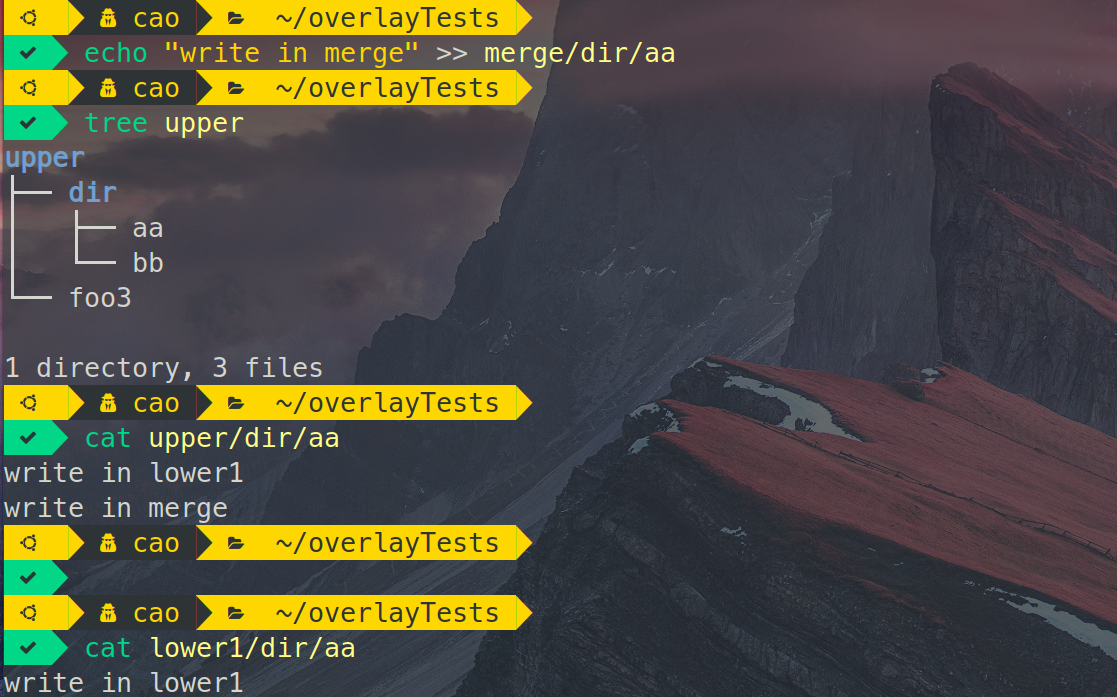 cao ~/overlayTests
echo "write in merge" >> merge/dir/aa
cao ~/overlayTests
tree upper
upper
dir
aa
bb
foo3
1 directory, 3 files
cao ~/overlayTests
cat upper/dir/aa
write in lower1
write in merge
cao ~/overlayTests
cao ~/overlayTests
cat lower1/dir/aa
write in lower1